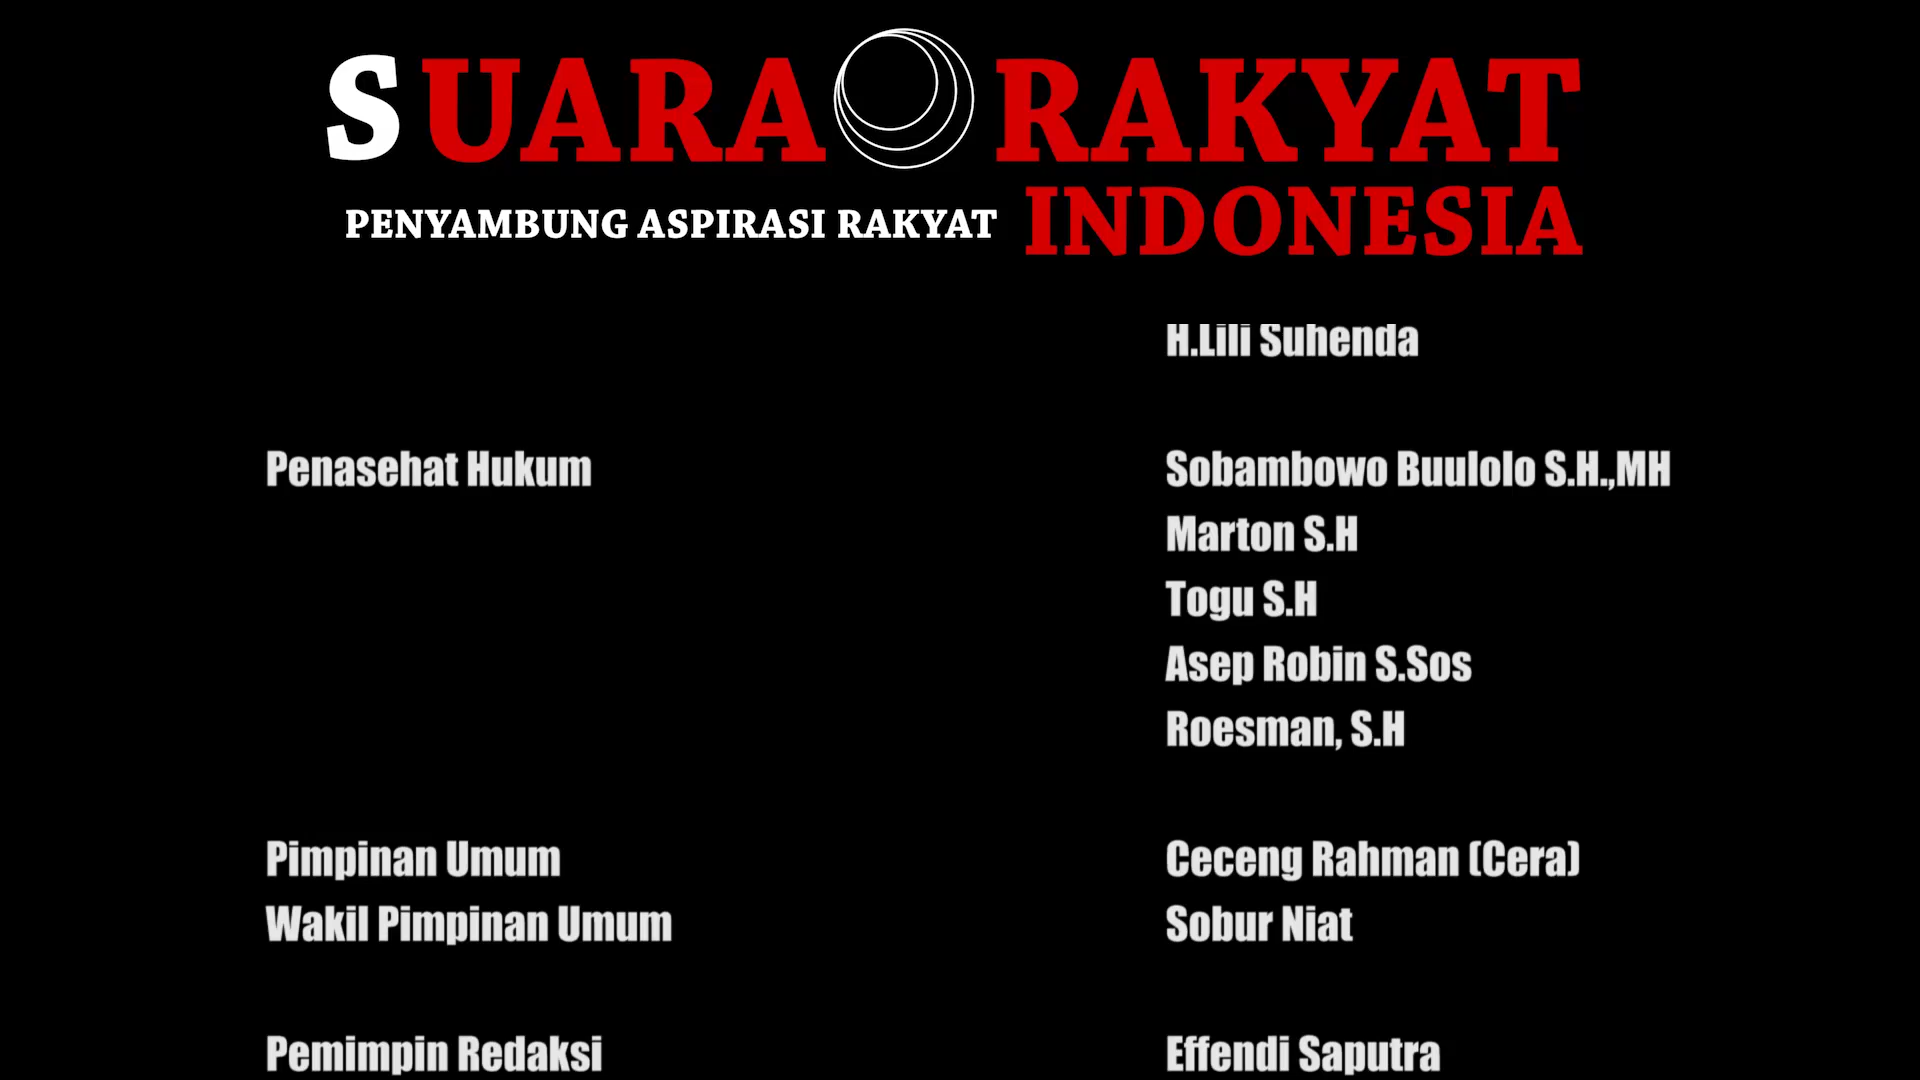 SUARA RAKYAT
PENYAMBUNG ASPIRASI RAKYAT INDONESIA
H.Lili Suhenda
Penasehat Hukum Sobambowo Buulolo S.H.,MH
Marton S.H
Togu S.H
Asep Robin S.Sos
Roesman, S.H
Pimpinan Umum Ceceng Rahman (Cera)
Wakil Pimpinan Umum Sobur Niat
Pemimpin Redaksi Effendi Saputra